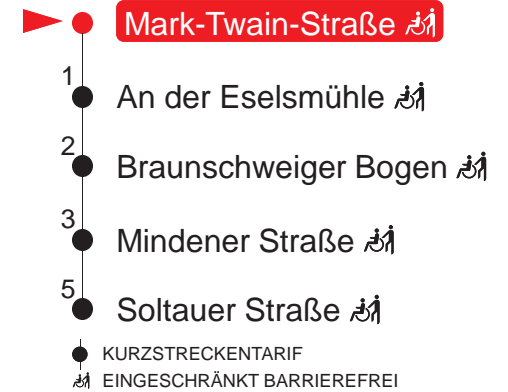 Mark-Twain-Straße
1
An der Eselsmühle
2
Braunschweiger Bogen
3
Mindener Straße
5
Soltauer Straße
KURZSTRECKENTARIF
EINGESCHRÄNKT BARRIEREFREI